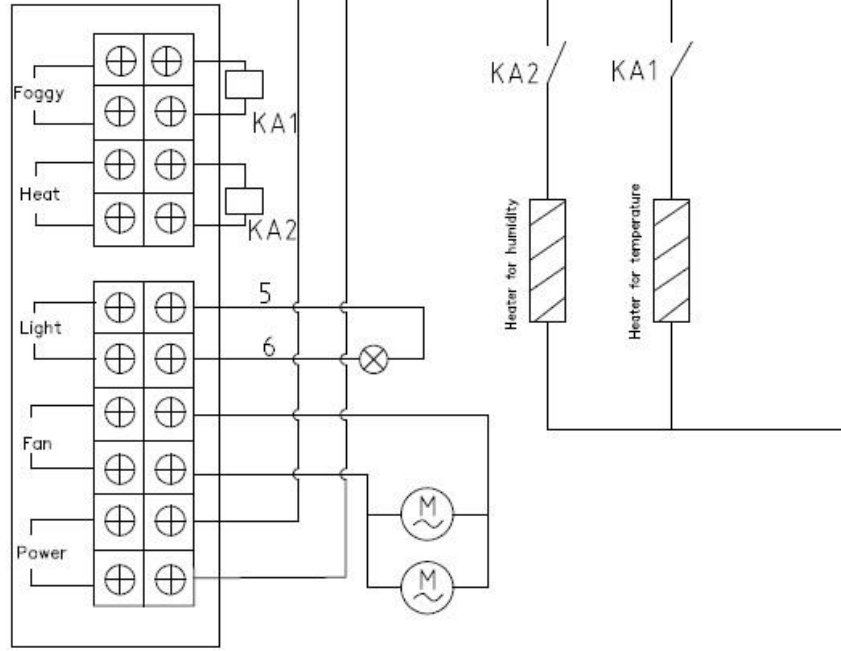 Foggy
KA1
Heat
KA2
Light
5
6
Fan
M
M
Power
KA2
KA1
Heater for humidity
Heater for temperature